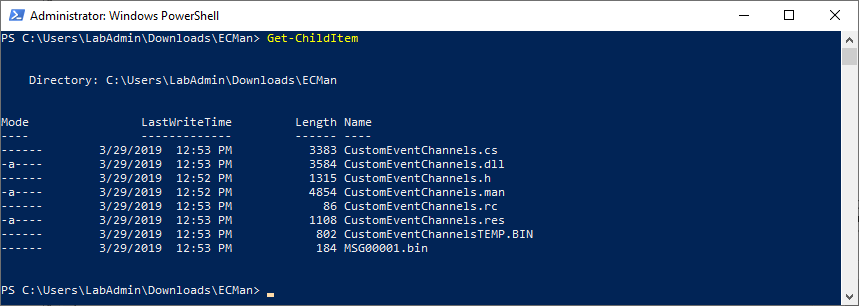 Administrator: Windows PowerShell
PS C:\Users\LabAdmin\Downloads\ECMan> Get-ChildItem
Directory: C:\Users\LabAdmin\Downloads\ECMan
Mode                LastWriteTime         Length Name
----                -------------         ------ ----
------        3/29/2019  12:53 PM           3383 CustomEventChannels.cs
-a----        3/29/2019  12:53 PM           3584 CustomEventChannels.dll
------        3/29/2019  12:52 PM           1315 CustomEventChannels.h
-a----        3/29/2019  12:52 PM           4854 CustomEventChannels.man
------        3/29/2019  12:53 PM             86 CustomEventChannels.rc
-a----        3/29/2019  12:53 PM           1108 CustomEventChannels.res
------        3/29/2019  12:53 PM            802 CustomEventChannelsTEMP.BIN
------        3/29/2019  12:53 PM            184 MSG00001.bin
PS C:\Users\LabAdmin\Downloads\ECMan>